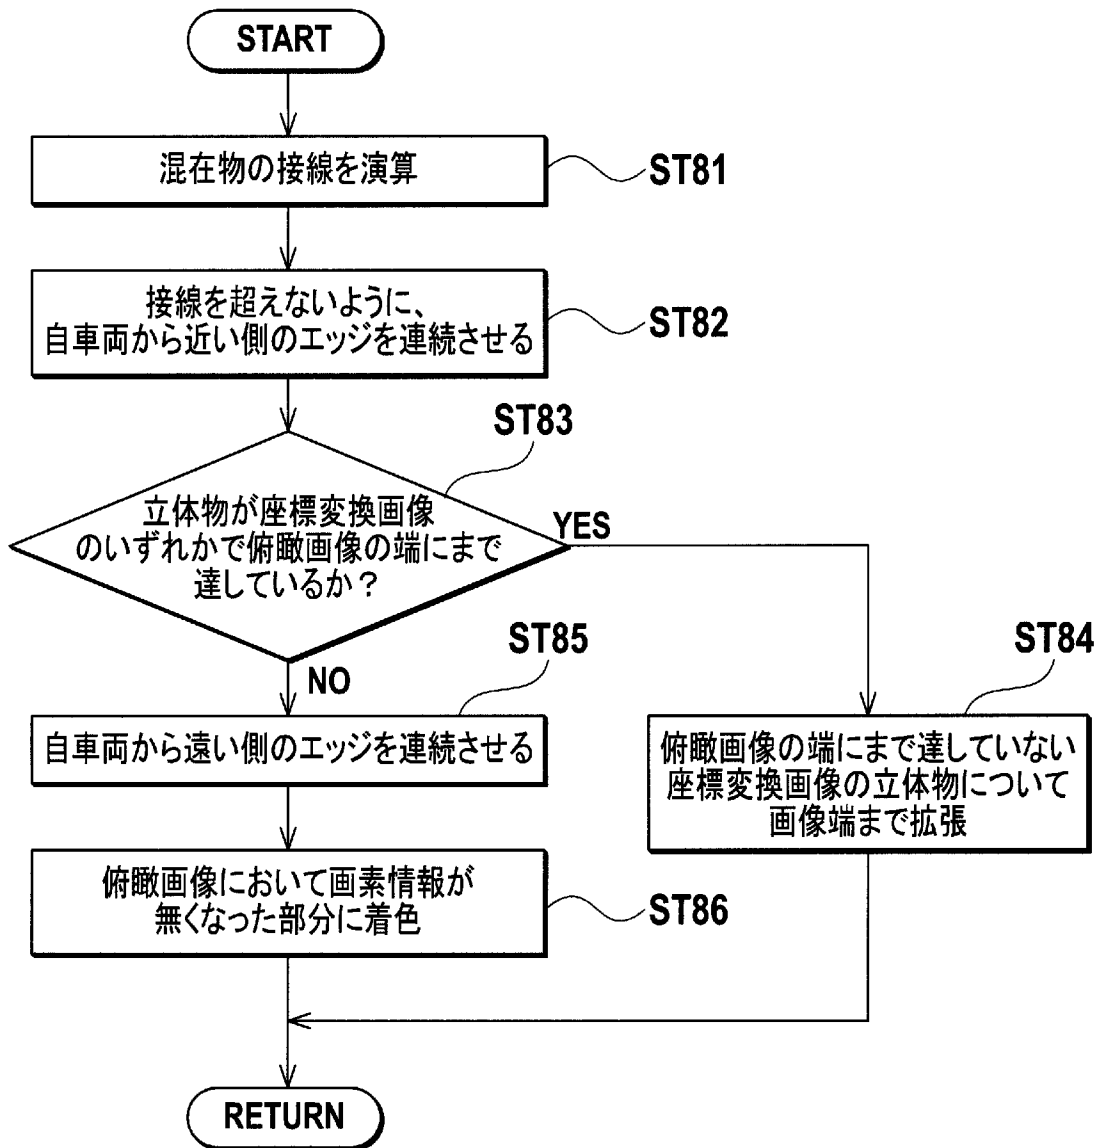 START
混在物の接線を演算
ST81
接線を超えないように、
自車両から近い側のエッジを連続させる
ST82
ST83
立体物が座標変換画像
のいずれかで俯瞰画像の端にまで
達しているか?
YES
NO
ST85
自車両から遠い側のエッジを連続させる
ST84
俯瞰画像の端にまで達していない
座標変換画像の立体物について
画像端まで拡張
俯瞰画像において画素情報が
無くなった部分に着色
ST86
RETURN